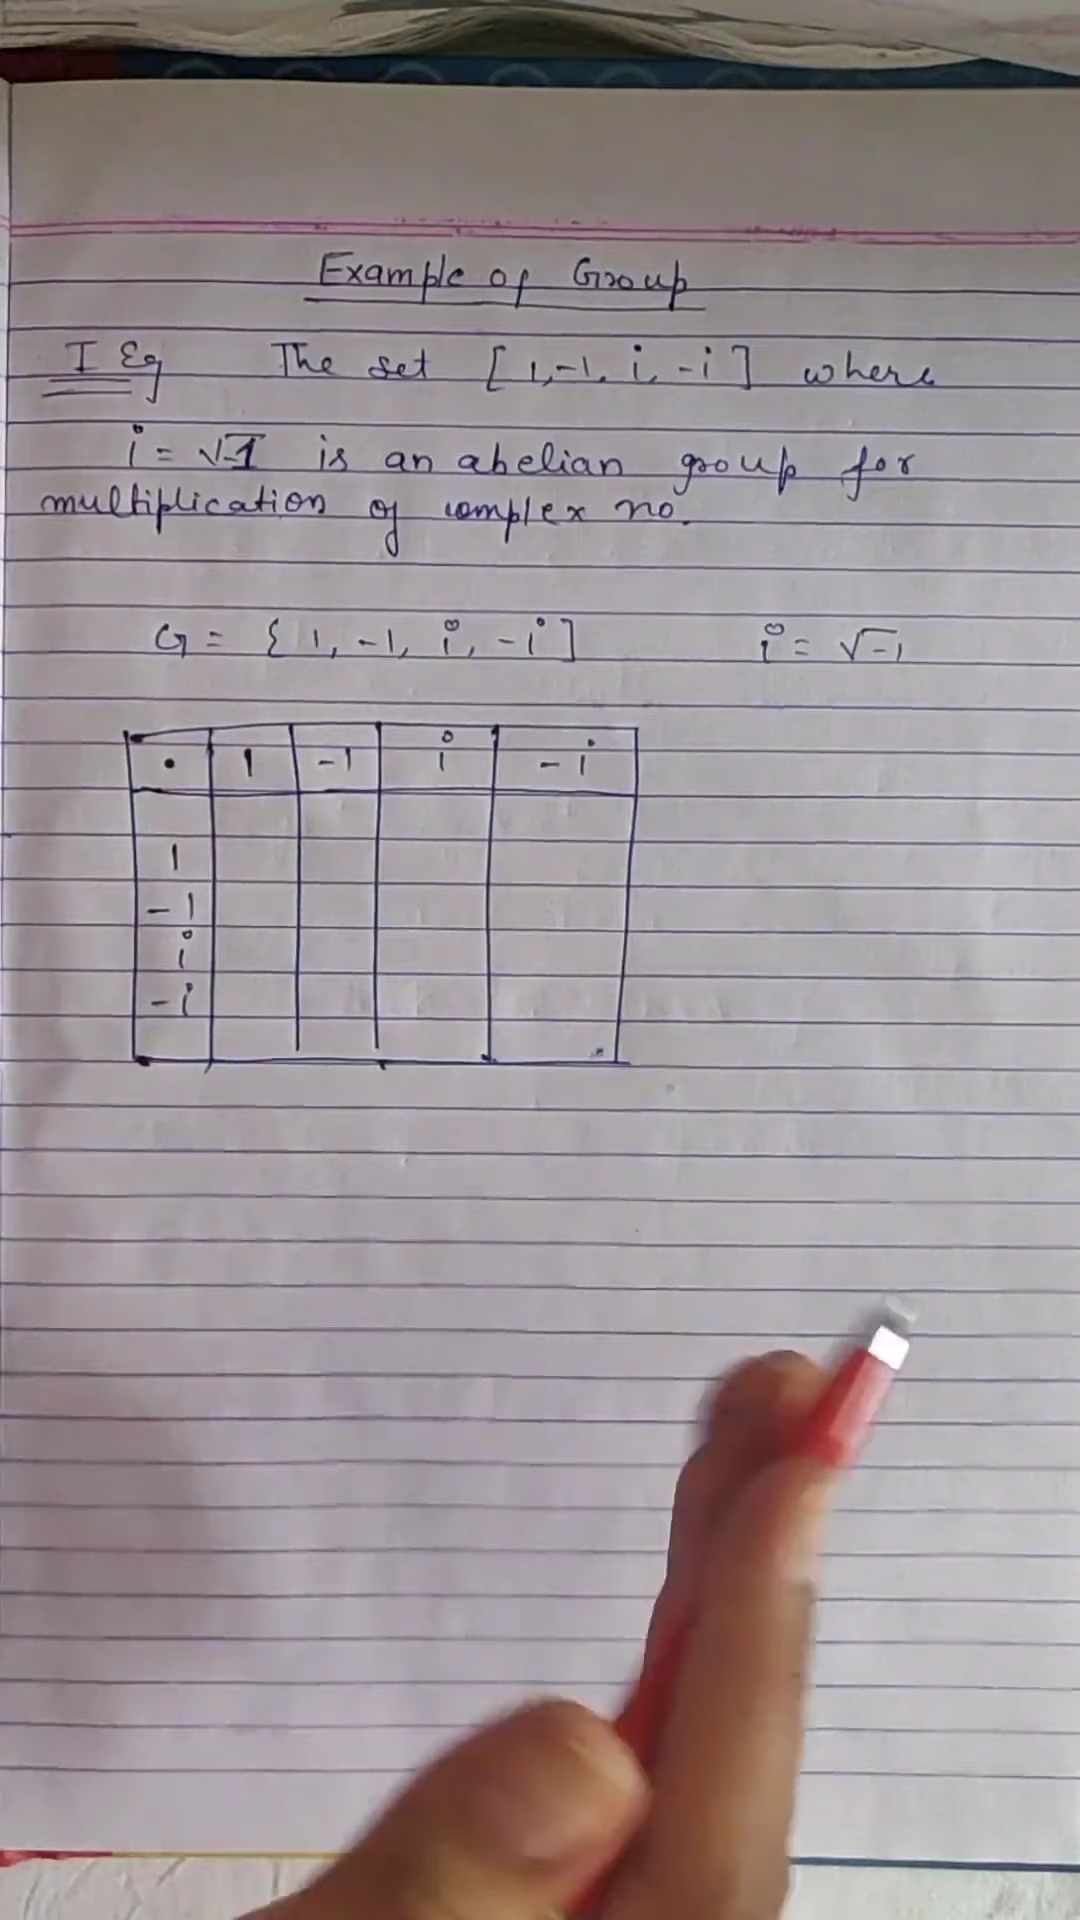 Example of Group
I Eg The set [1,-1, i, -i] where
i = √-1 is an abelian group for
multiplication of complex no.
G = { 1, -1, i, -i ] i = √-1
• 1 -1 i -i
1
-1
i
-i